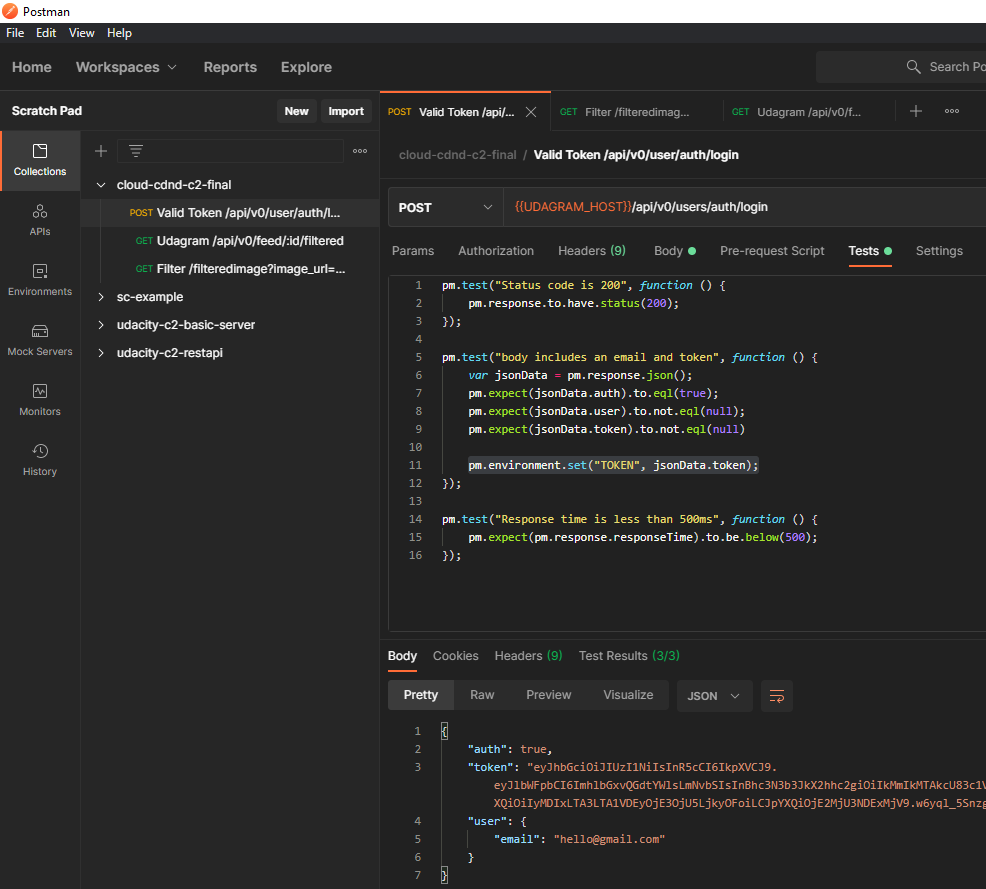 Postman
File Edit View Help
Home Workspaces Reports Explore Search Po
Scratch Pad New Import
POST Valid Token /api/... GET Filter /filteredimag... GET Udagram /api/v0/f...
cloud-cdnd-c2-final / Valid Token /api/v0/user/auth/login
Collections
APIs
Environments
Mock Servers
Monitors
History
cloud-cdnd-c2-final
POST Valid Token /api/v0/user/auth/l...
GET Udagram /api/v0/feed/:id/filtered
GET Filter /filteredimage?image_url=...
sc-example
udacity-c2-basic-server
udacity-c2-restapi
POST {{UDAGRAM_HOST}}/api/v0/users/auth/login
Params Authorization Headers (9) Body Pre-request Script Tests Settings
1 pm.test("Status code is 200", function () {
2 pm.response.to.have.status(200);
3 });
4
5 pm.test("body includes an email and token", function () {
6 var jsonData = pm.response.json();
7 pm.expect(jsonData.auth).to.eql(true);
8 pm.expect(jsonData.user).to.not.eql(null);
9 pm.expect(jsonData.token).to.not.eql(null)
10
11 pm.environment.set("TOKEN", jsonData.token);
12 });
13
14 pm.test("Response time is less than 500ms", function () {
15 pm.expect(pm.response.responseTime).to.be.below(500);
16 });
Body Cookies Headers (9) Test Results (3/3)
Pretty Raw Preview Visualize JSON
1 {
2 "auth": true,
3 "token": "eyJhbGciOiJIUzI1NiIsInR5cCI6IkpXVCJ9.
eyJlbWFpbCI6ImhlbGxvQGdtYWlsLmNvbSIsInBhc3N3b3JkX2hhc2giOiIkMmIkMTAkcU83c1V
XQiOiIyMDIxLTA3LTA1VDEyOjE3OjU5LjkyOFoiLCJpYXQiOjE2MjU3NDExMjV9.w6yql_5Snzg
4 "user": {
5 "email": "hello@gmail.com"
6 }
7 }